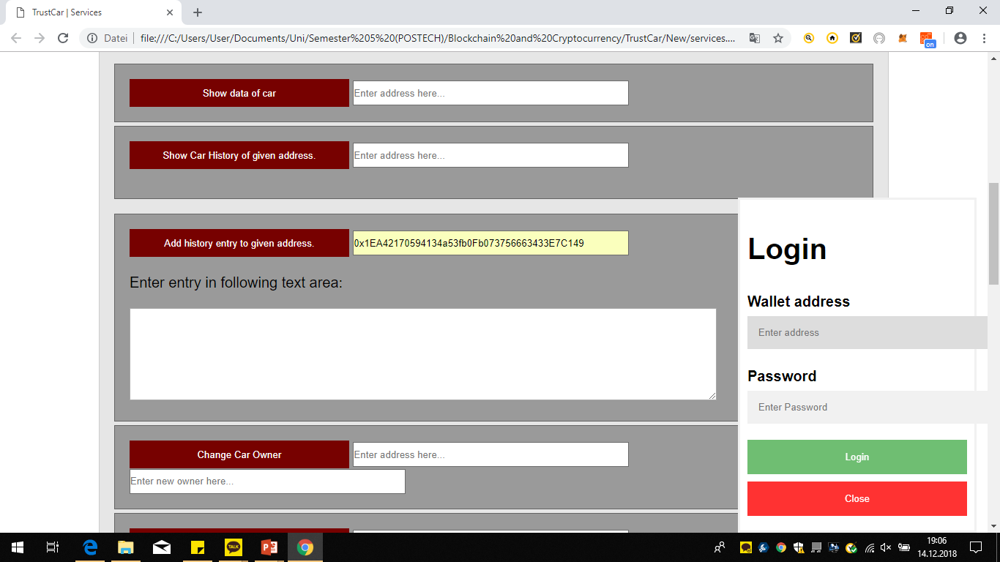 TrustCar | Services
Datei
file:///C:/Users/User/Documents/Uni/Semester%205%20(POSTECH)/Blockchain%20and%20Cryptocurrency/TrustCar/New/services....
on
Show data of car
Enter address here...
Show Car History of given address.
Enter address here...
Add history entry to given address.
0x1EA42170594134a53fb0Fb073756663433E7C149
Enter entry in following text area:
Change Car Owner
Enter address here...
Enter new owner here...
Login
Wallet address
Enter address
Password
Enter Password
Login
Close
TALK
19:06
14.12.2018